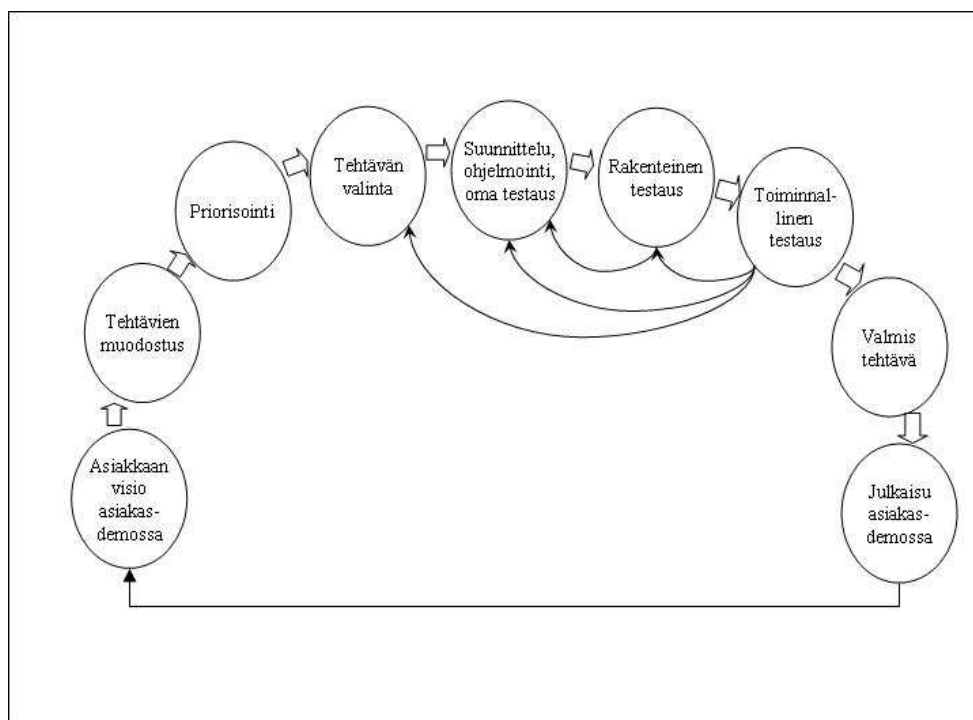 Asiakkaan
visio
asiakas-
demossa
Tehtävien
muodostus
Priorisointi
Tehtävän
valinta
Suunnittelu,
ohjelmointi,
oma testaus
Rakenteinen
testaus
Toiminnal-
linen
testaus
Valmis
tehtävä
Julkaisu
asiakas-
demossa